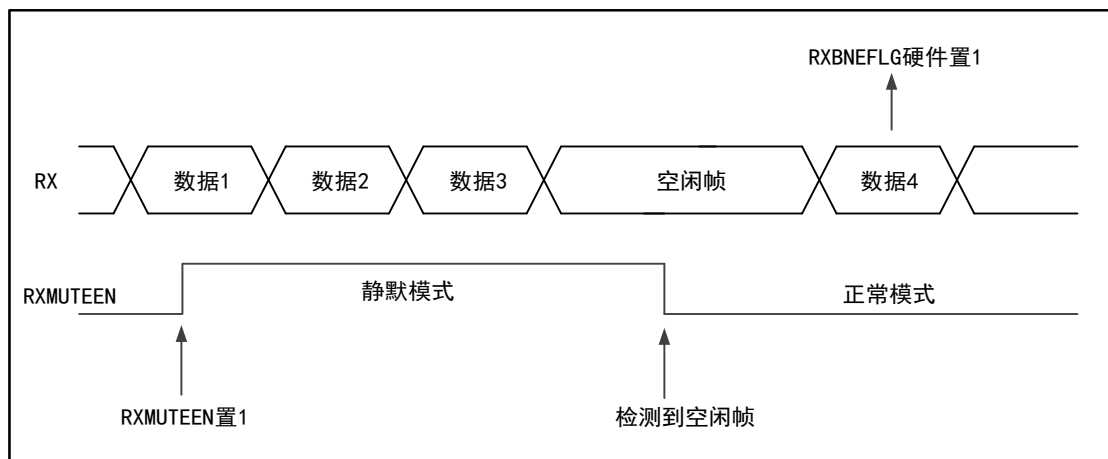 RXBNEFLG硬件置1
RX
数据1
数据2
数据3
空闲帧
数据4
RXMUTEEN
静默模式
正常模式
RXMUTEEN置1
检测到空闲帧